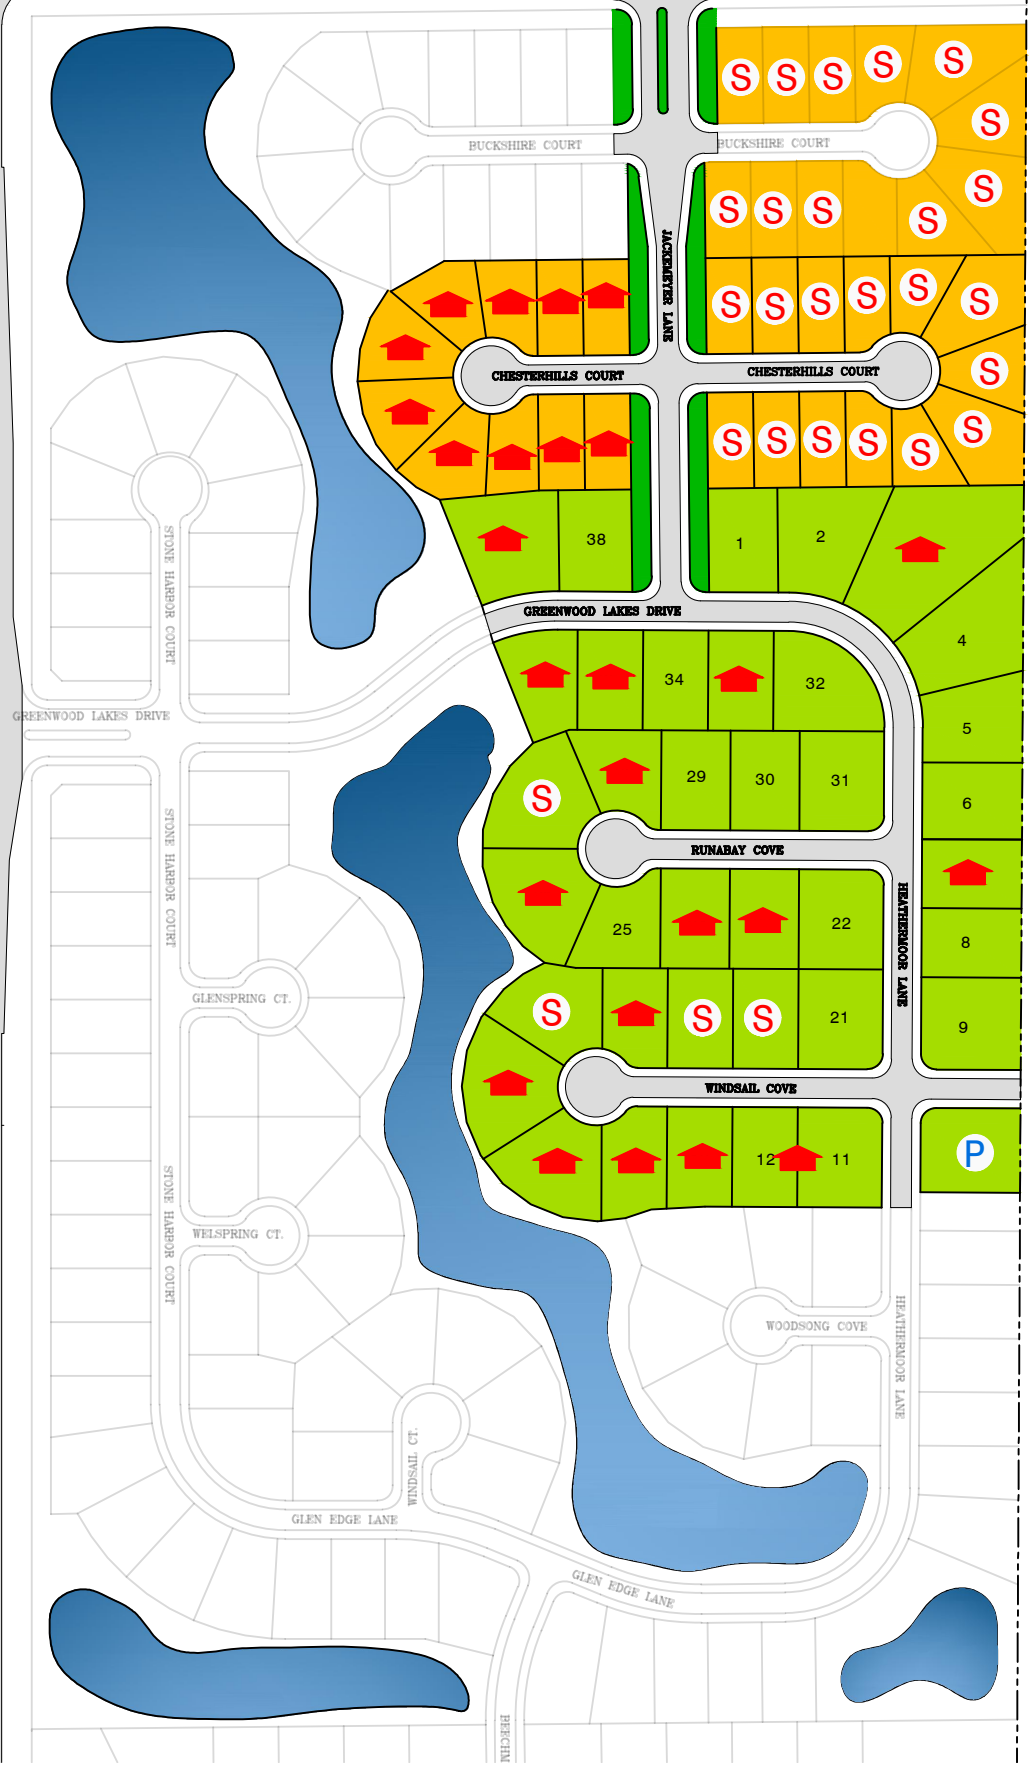 S S S S S
S
BUCKSHIRE COURT
BUCKSHIRE COURT
S
S S S S
JACKEMEYER LANE
S S S S S S
CHESTERHILLS COURT
CHESTERHILLS COURT
S
S S S S S S
38
1
2
STONE HARBOR COURT
GREENWOOD LAKES DRIVE
4
34
32
GREENWOOD LAKES DRIVE
5
S
29
30
31
6
STONE HARBOR COURT
RUNABAY COVE
HEATHERMOOR LANE
25
22
8
GLENSPRING CT.
S
S
S
21
9
WINDSAIL COVE
12
11
P
STONE HARBOR COURT
WELSPRING CT.
WOODSONG COVE
HEATHERMOOR LANE
WINDSAIL CT.
GLEN EDGE LANE
GLEN EDGE LANE